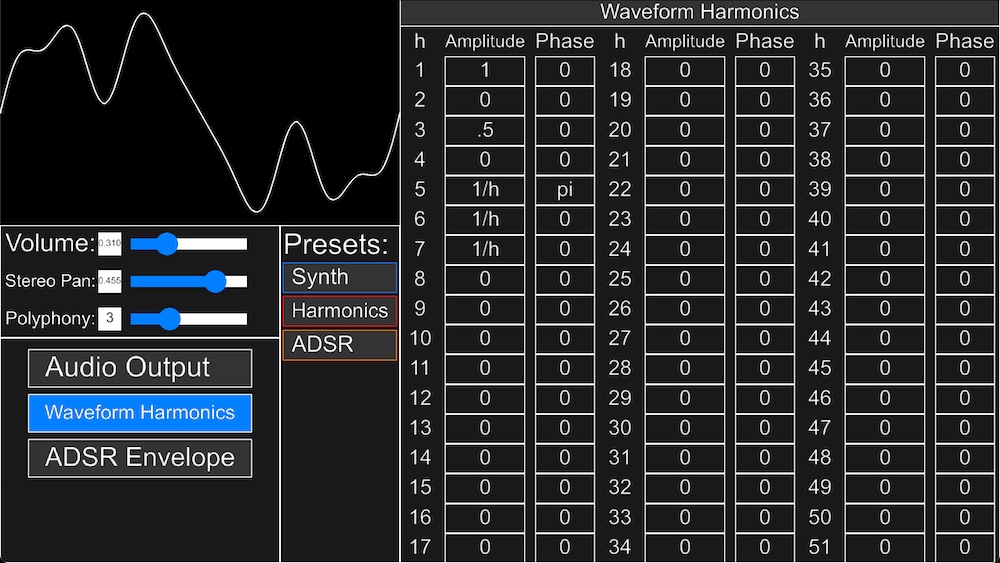 Waveform Harmonics
h Amplitude Phase h Amplitude Phase h Amplitude Phase
1 1 0 18 0 0 35 0 0
2 0 0 19 0 0 36 0 0
3 .5 0 20 0 0 37 0 0
4 0 0 21 0 0 38 0 0
5 1/h pi 22 0 0 39 0 0
6 1/h 0 23 0 0 40 0 0
7 1/h 0 24 0 0 41 0 0
8 0 0 25 0 0 42 0 0
9 0 0 26 0 0 43 0 0
10 0 0 27 0 0 44 0 0
11 0 0 28 0 0 45 0 0
12 0 0 29 0 0 46 0 0
13 0 0 30 0 0 47 0 0
14 0 0 31 0 0 48 0 0
15 0 0 32 0 0 49 0 0
16 0 0 33 0 0 50 0 0
17 0 0 34 0 0 51 0 0
Volume: 0.310
Stereo Pan: 0.455
Polyphony: 3
Presets:
Synth
Harmonics
ADSR
Audio Output
Waveform Harmonics
ADSR Envelope